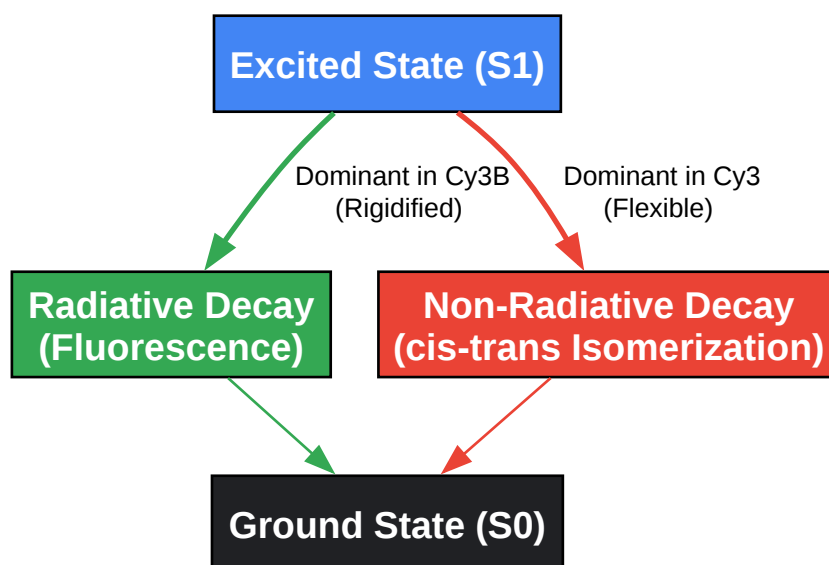 Excited State (S1)
Dominant in Cy3B
(Rigidified)
Dominant in Cy3
(Flexible)
Radiative Decay
(Fluorescence)
Non-Radiative Decay
(cis-trans Isomerization)
Ground State (S0)